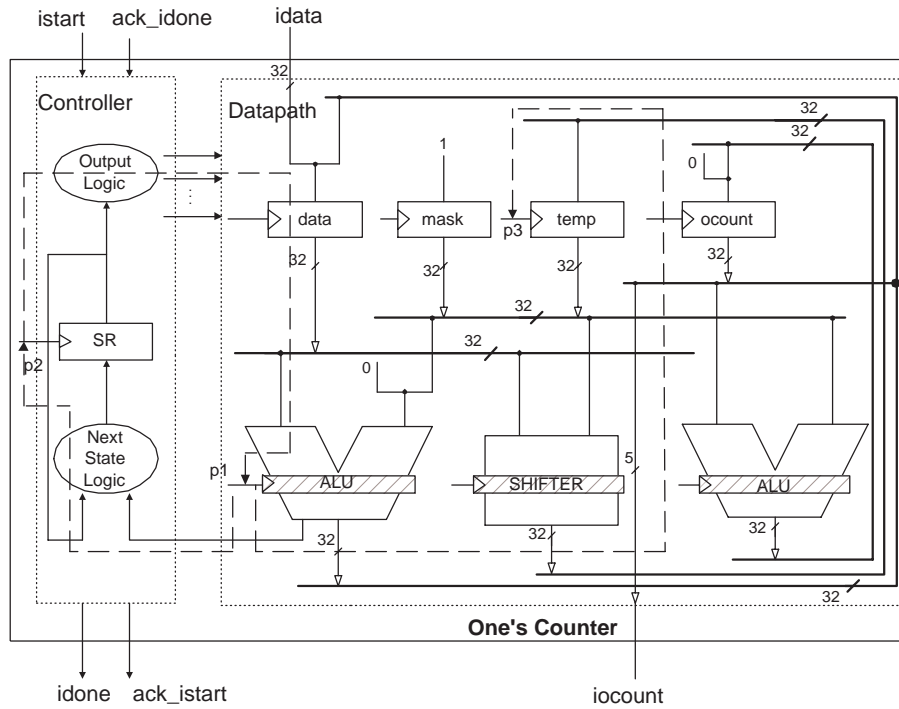 istart
ack_idone
idata
32
Controller
Datapath
32
32
1
0
Output
Logic
data
mask
p3
temp
ocount
32
32
32
32
32
SR
p2
32
0
Next
State
Logic
p1
ALU
SHIFTER
5
ALU
32
32
32
32
One's Counter
idone
ack_istart
iocount